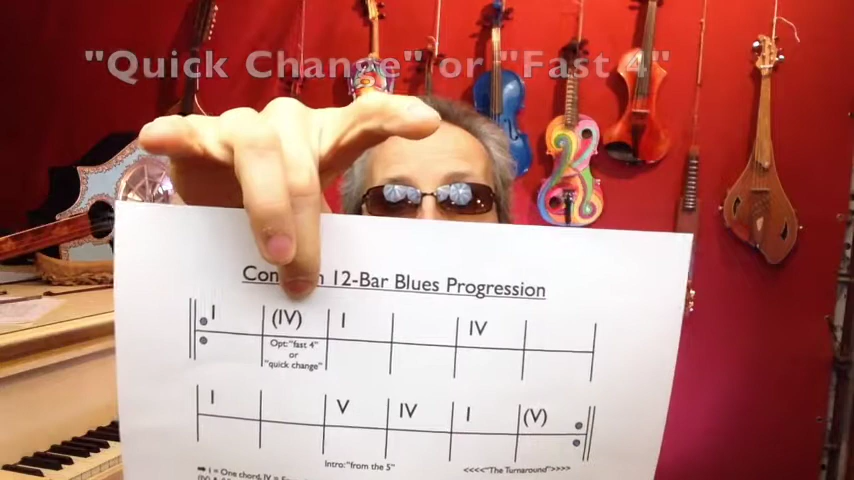 "Quick Change" or "Fast 4"
12-Bar Blues Progression
I (IV) I IV
Opt: "fast 4"
or
"quick change"
I V IV I (V)
Intro: "from the 5" <<<<"The Turnaround">>>>
➡ I = One chord, IV =